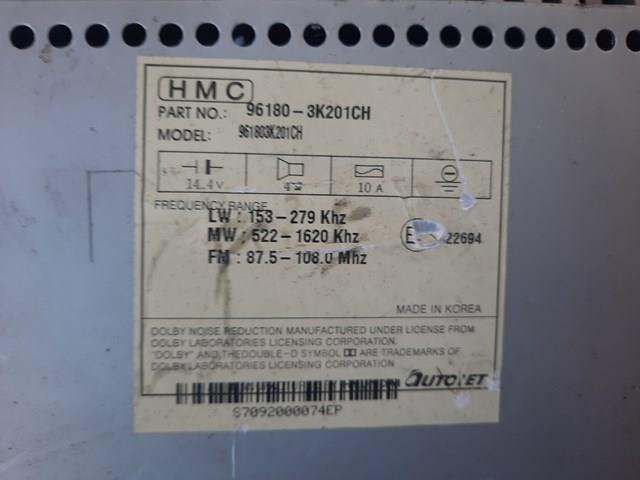 HMC
PART NO.: 96180-3K201CH
MODEL: 961803K201CH
14.4V 4Ω 10 A
FREQUENCY RANGE
LW : 153-279 Khz
MW : 522-1620 Khz
FM : 87.5-108.0 Mhz
22694
MADE IN KOREA
DOLBY NOISE REDUCTION MANUFACTURED UNDER LICENSE FROM
DOLBY LABORATORIES LICENSING CORPORATION.
"DOLBY" AND THEDOUBLE-D SYMBOL ARE TRADEMARKS OF
DOLBY LABORATORIES LICENSING CORPORATION
AUTONET
S7092000074EP